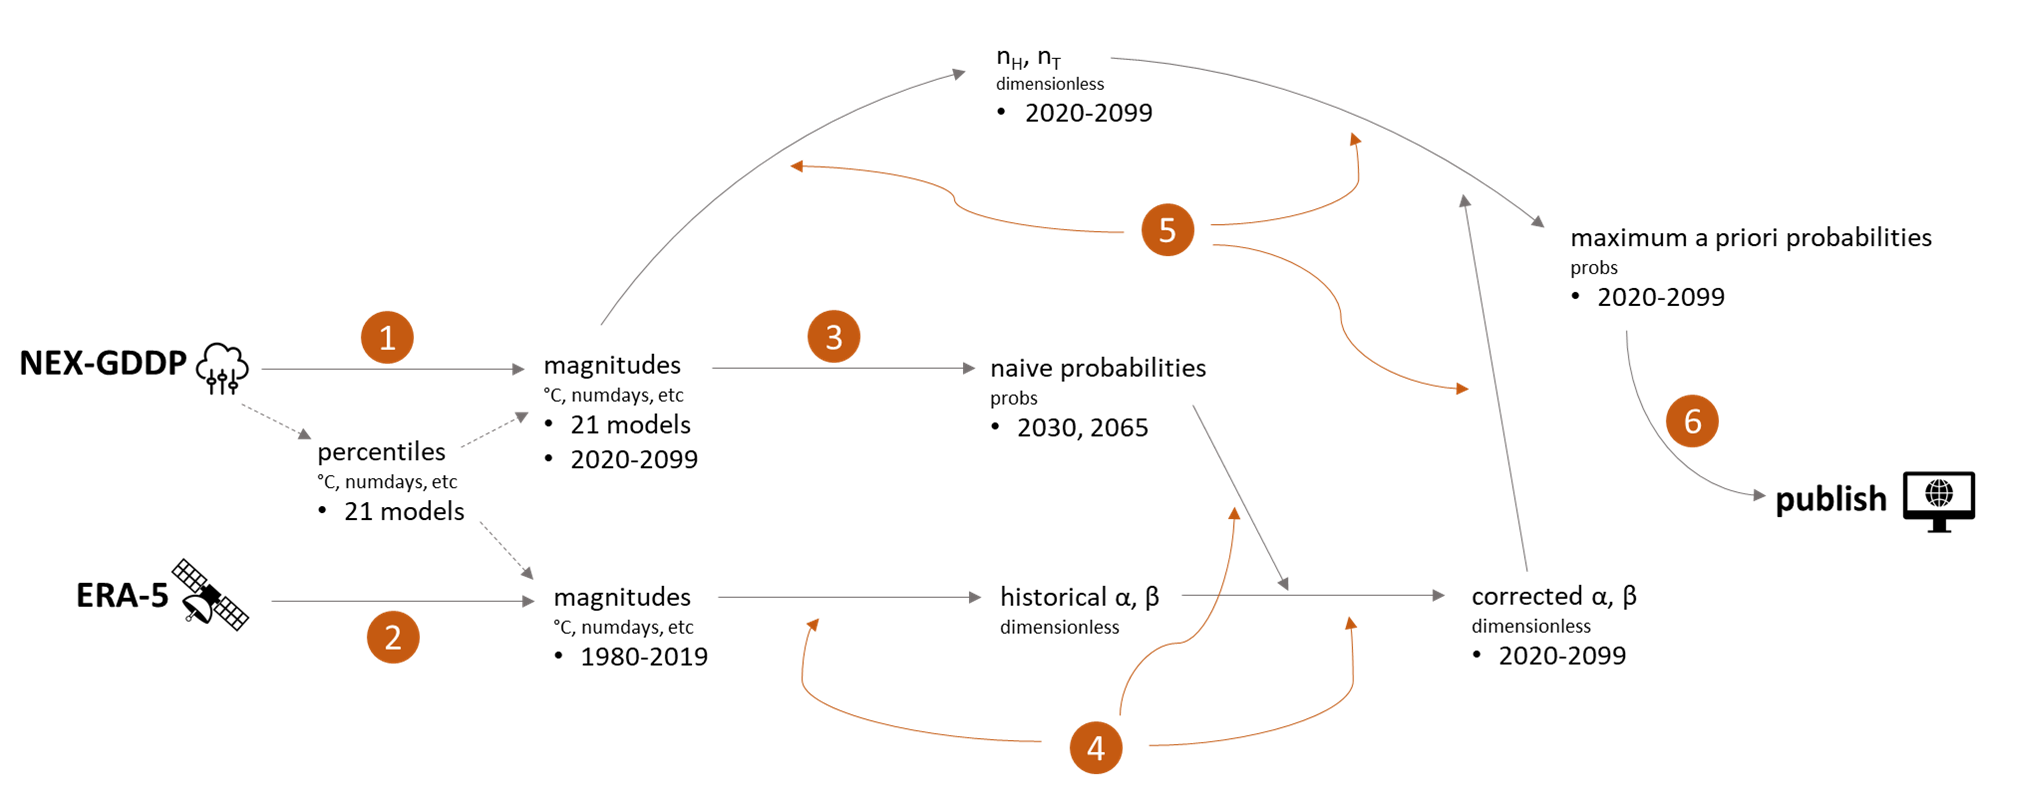 nH, nT
dimensionless
• 2020-2099
5
maximum a priori probabilities
probs
• 2020-2099
1
3
NEX-GDDP
magnitudes
°C, numdays, etc
• 21 models
• 2020-2099
naive probabilities
probs
• 2030, 2065
6
percentiles
°C, numdays, etc
• 21 models
publish
ERA-5
2
magnitudes
°C, numdays, etc
• 1980-2019
historical α, β
dimensionless
corrected α, β
dimensionless
• 2020-2099
4